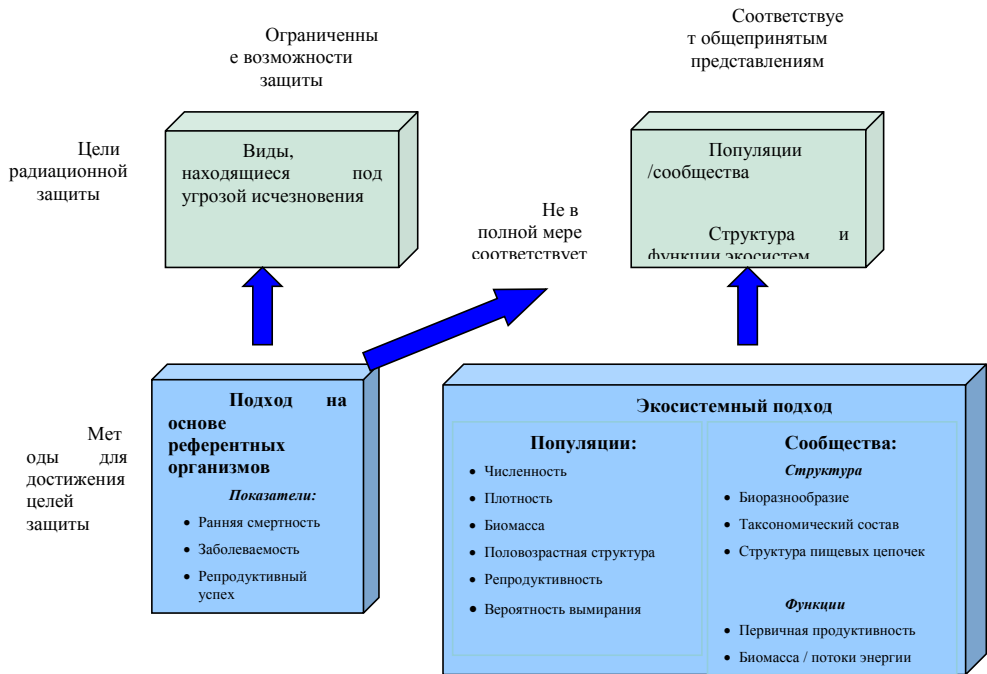 Ограниченны
е возможности
защиты
Соответствуе
т общепринятым
представлениям
Цели
радиационной
защиты
Виды,
находящиеся под
угрозой исчезновения
Не в
полной мере
соответствует
Популяции
/сообщества
Структура и
функции экосистем
Мет
оды для
достижения
целей
защиты
Подход на
основе
референтных
организмов
Показатели:
• Ранняя смертность
• Заболеваемость
• Репродуктивный
успех
Экосистемный подход
Популяции:
• Численность
• Плотность
• Биомасса
• Половозрастная структура
• Репродуктивность
• Вероятность вымирания
Сообщества:
Структура
• Биоразнообразие
• Таксономический состав
• Структура пищевых цепочек
Функции
• Первичная продуктивность
• Биомасса / потоки энергии